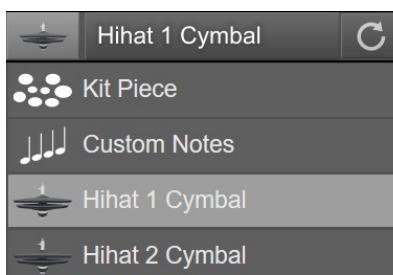 Hihat 1 Cymbal
Kit Piece
Custom Notes
Hihat 1 Cymbal
Hihat 2 Cymbal